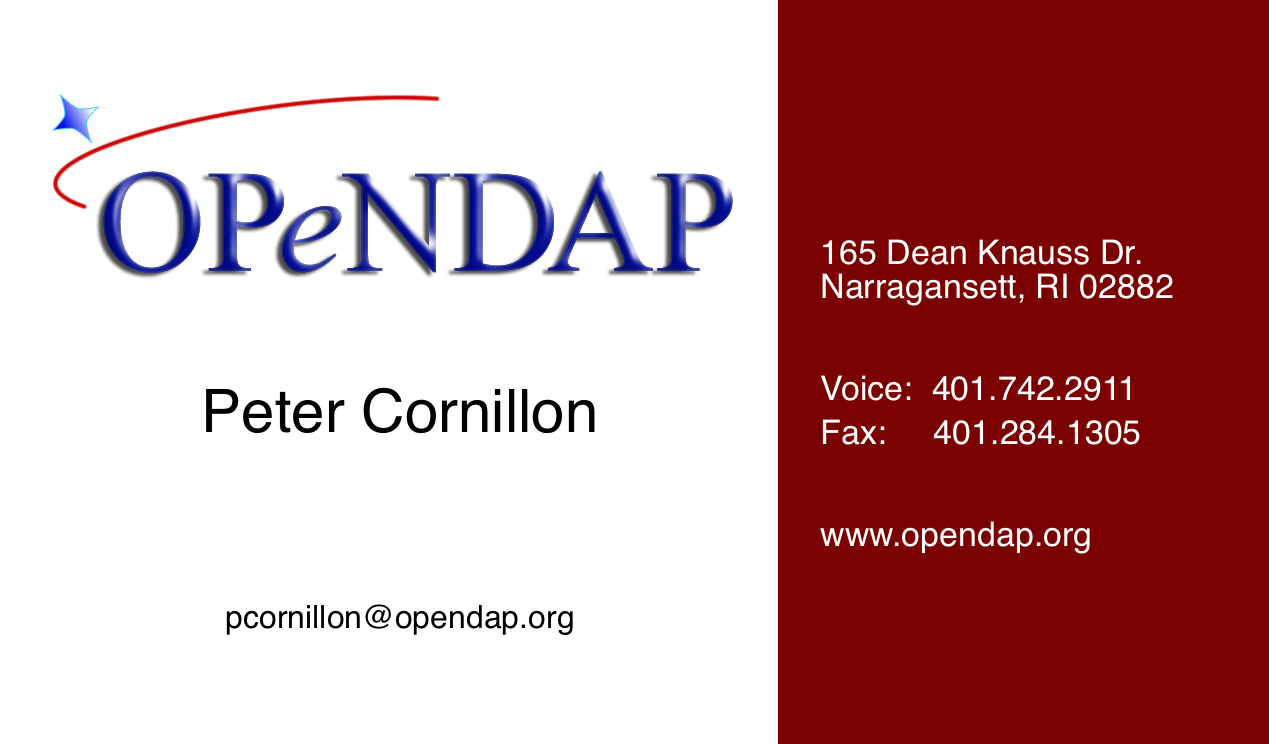 OPeNDAP
Peter Cornillon
pcornillon@opendap.org
165 Dean Knauss Dr.
Narragansett, RI 02882
Voice: 401.742.2911
Fax: 401.284.1305
www.opendap.org